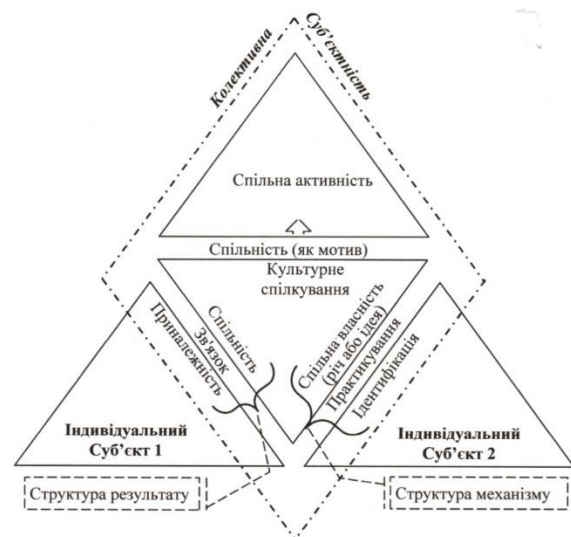 Колективна
Суб'єктність
Спільна активність
Спільність (як мотив)
Культурне
спілкування
Спільність
Зв'язок
Приналежність
Спільна власність
(річ або ідея)
Практикування
Ідентифікація
Індивідуальний
Суб'єкт 1
Індивідуальний
Суб'єкт 2
Структура результату
Структура механізму